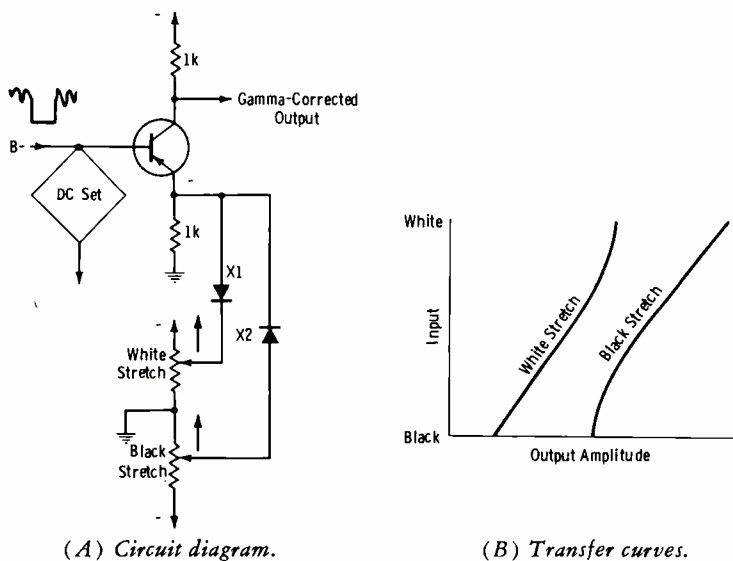 -
1k
Gamma-Corrected
Output
B-
DC Set
-
1k
X1
X2
-
White
Stretch
Black
Stretch
-
White
Input
Black
White Stretch
Black Stretch
Output Amplitude
(A) Circuit diagram.
(B) Transfer curves.